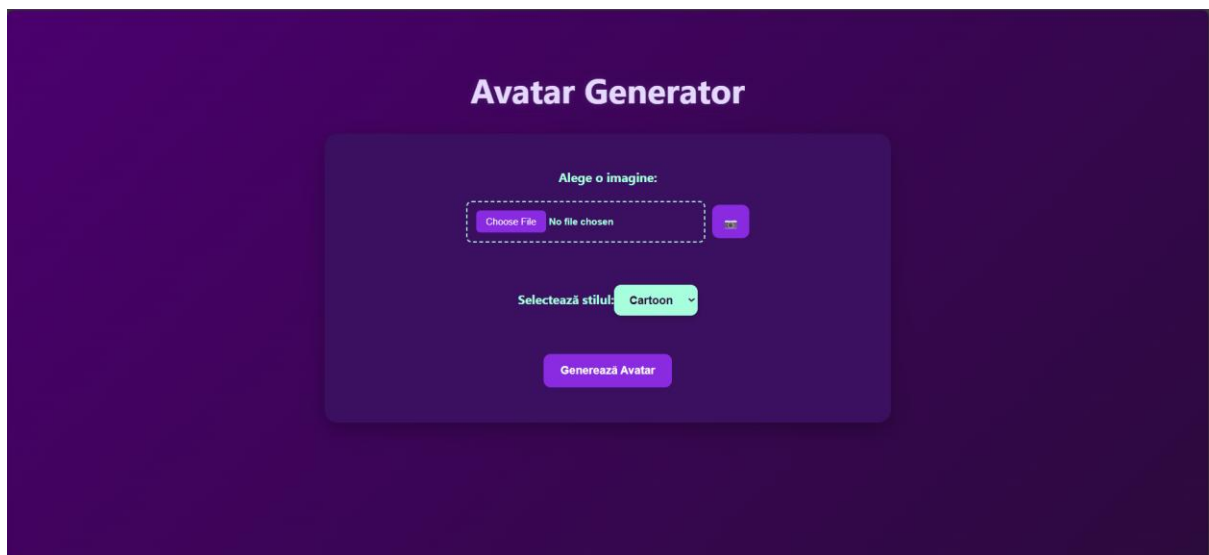 Avatar Generator
Alege o imagine:
Choose File No file chosen
Selectează stilul: Cartoon
Generează Avatar